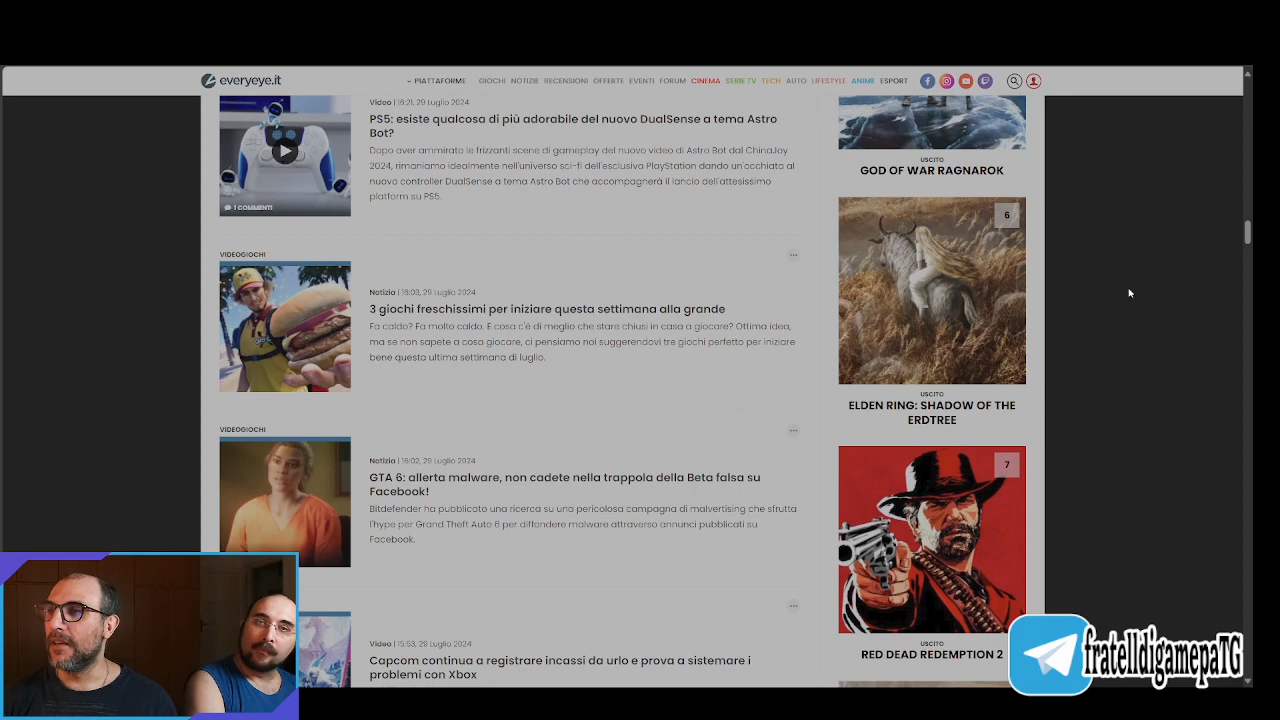 everyeye.it
PIATTAFORME GIOCHI NOTIZIE RECENSIONI OFFERTE EVENTI FORUM CINEMA SERIE TV TECH AUTO LIFESTYLE ANIME ESPORT
Video | 16:21, 29 Luglio 2024
PS5: esiste qualcosa di più adorabile del nuovo DualSense a tema Astro
Bot?
Dopo aver ammirato le frizzanti scene di gameplay del nuovo video di Astro Bot dal ChinaJoy
2024, rimaniamo idealmente nell'universo sci-fi dell'esclusiva PlayStation dando un'occhiata al
nuovo controller DualSense a tema Astro Bot che accompagnerà il lancio dell'attesissimo
platform su PS5.
1 COMMENTI
VIDEOGIOCHI
Notizia | 16:03, 29 Luglio 2024
3 giochi freschissimi per iniziare questa settimana alla grande
Fa caldo? Fa molto caldo. E cosa c'è di meglio che stare chiusi in casa a giocare? Ottima idea,
ma se non sapete a cosa giocare, ci pensiamo noi suggerendovi tre giochi perfetto per iniziare
bene questa ultima settimana di luglio.
VIDEOGIOCHI
Notizia | 16:02, 29 Luglio 2024
GTA 6: allerta malware, non cadete nella trappola della Beta falsa su
Facebook!
Bitdefender ha pubblicato una ricerca su una pericolosa campagna di malvertising che sfrutta
l'hype per Grand Theft Auto 6 per diffondere malware attraverso annunci pubblicati su
Facebook.
Video | 15:53, 29 Luglio 2024
Capcom continua a registrare incassi da urlo e prova a sistemare i
problemi con Xbox
USCITO
GOD OF WAR RAGNAROK
6
USCITO
ELDEN RING: SHADOW OF THE
ERDTREE
7
USCITO
RED DEAD REDEMPTION 2
fratelldigamepaTG